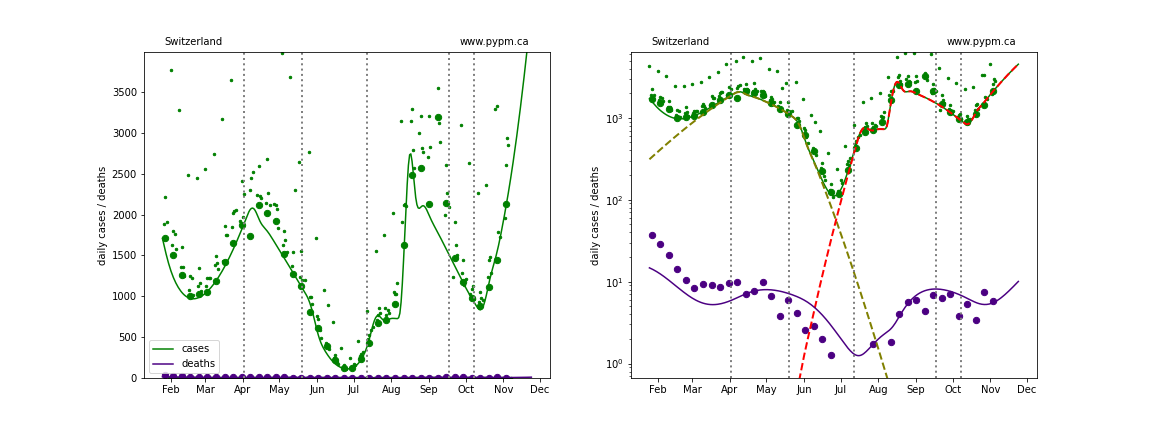 Switzerland
www.pypm.ca
daily cases / deaths
3500
3000
2500
2000
1500
1000
500
0
cases
deaths
Feb Mar Apr May Jun Jul Aug Sep Oct Nov Dec
Switzerland
www.pypm.ca
daily cases / deaths
10³
10²
10¹
10⁰
Feb Mar Apr May Jun Jul Aug Sep Oct Nov Dec